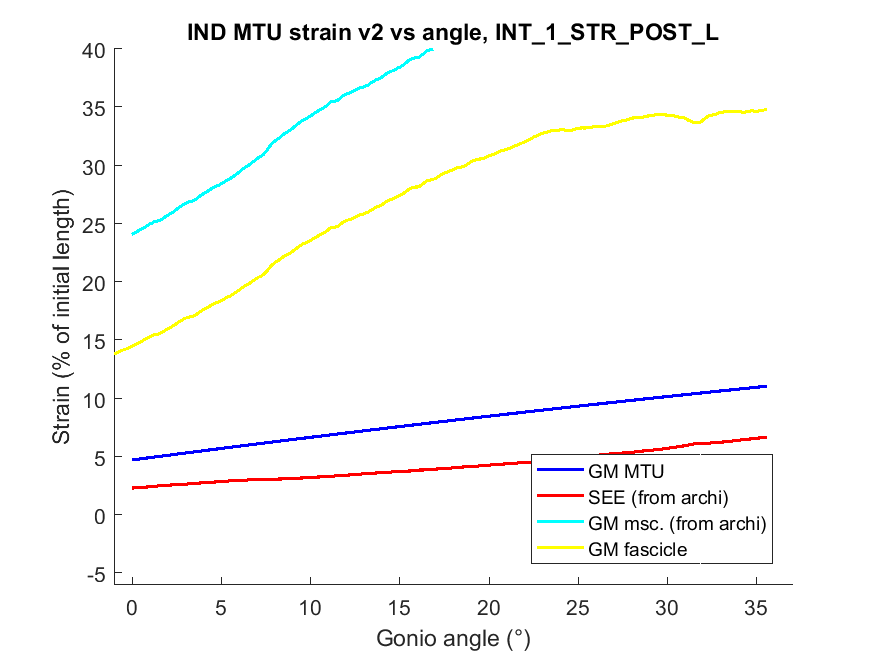 IND MTU strain v2 vs angle, INT_1_STR_POST_L
Strain (% of initial length)
40
35
30
25
20
15
10
5
0
-5
GM MTU
SEE (from archi)
GM msc. (from archi)
GM fascicle
0 5 10 15 20 25 30 35
Gonio angle (°)